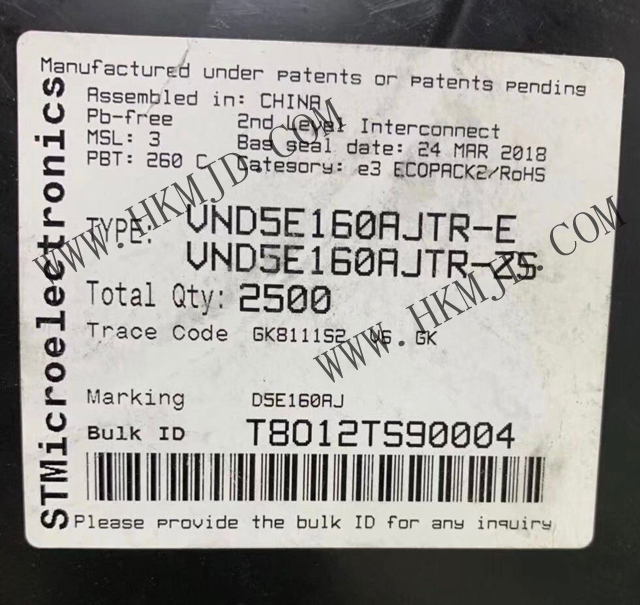 Manufactured under patents or patents pending
STMicroelectronics
Assembled in: CHINA
Pb-free 2nd Level Interconnect
MSL: 3 Bag seal date: 24 MAR 2018
PBT: 260 C Category: e3 ECOPACK2/RoHS
TYPE: VND5E160AJTR-E
VND5E160AJTR-ZS
Total Qty: 2500
Trace Code GK8111S2 V6 GK
Marking D5E160AJ
Bulk ID T8012TS90004
Please provide the bulk ID for any inquiry
WWW.HKMJD.COM
WWW.HKMJD.COM